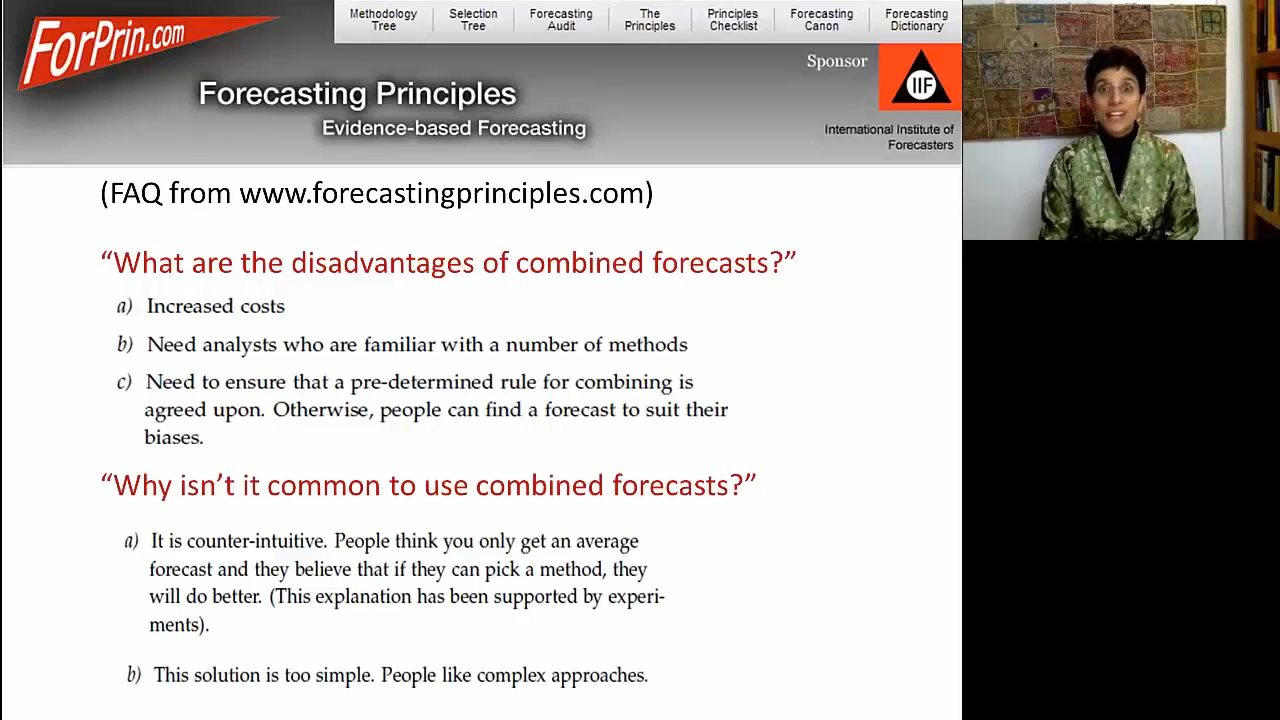 ForPrin.com
Methodology Tree
Selection Tree
Forecasting Audit
The Principles
Principles Checklist
Forecasting Canon
Forecasting Dictionary
Sponsor
IIF
International Institute of
Forecasters
Forecasting Principles
Evidence-based Forecasting
(FAQ from www.forecastingprinciples.com)
“What are the disadvantages of combined forecasts?”
a) Increased costs
b) Need analysts who are familiar with a number of methods
c) Need to ensure that a pre-determined rule for combining is
agreed upon. Otherwise, people can find a forecast to suit their
biases.
“Why isn’t it common to use combined forecasts?”
a) It is counter-intuitive. People think you only get an average
forecast and they believe that if they can pick a method, they
will do better. (This explanation has been supported by experi-
ments).
b) This solution is too simple. People like complex approaches.